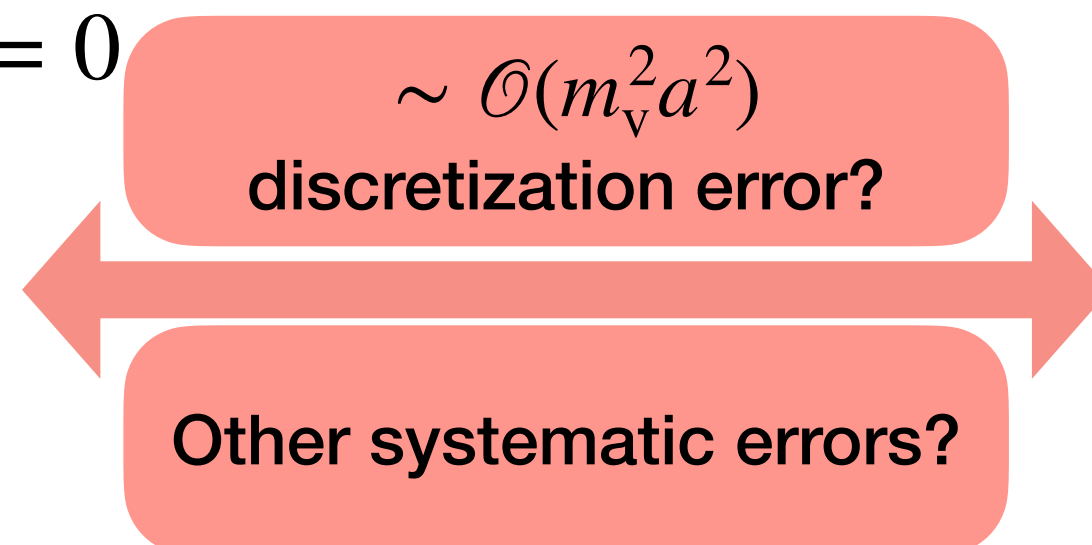 = 0
~ 𝒪(m_v^2 a^2)
discretization error?
Other systematic errors?